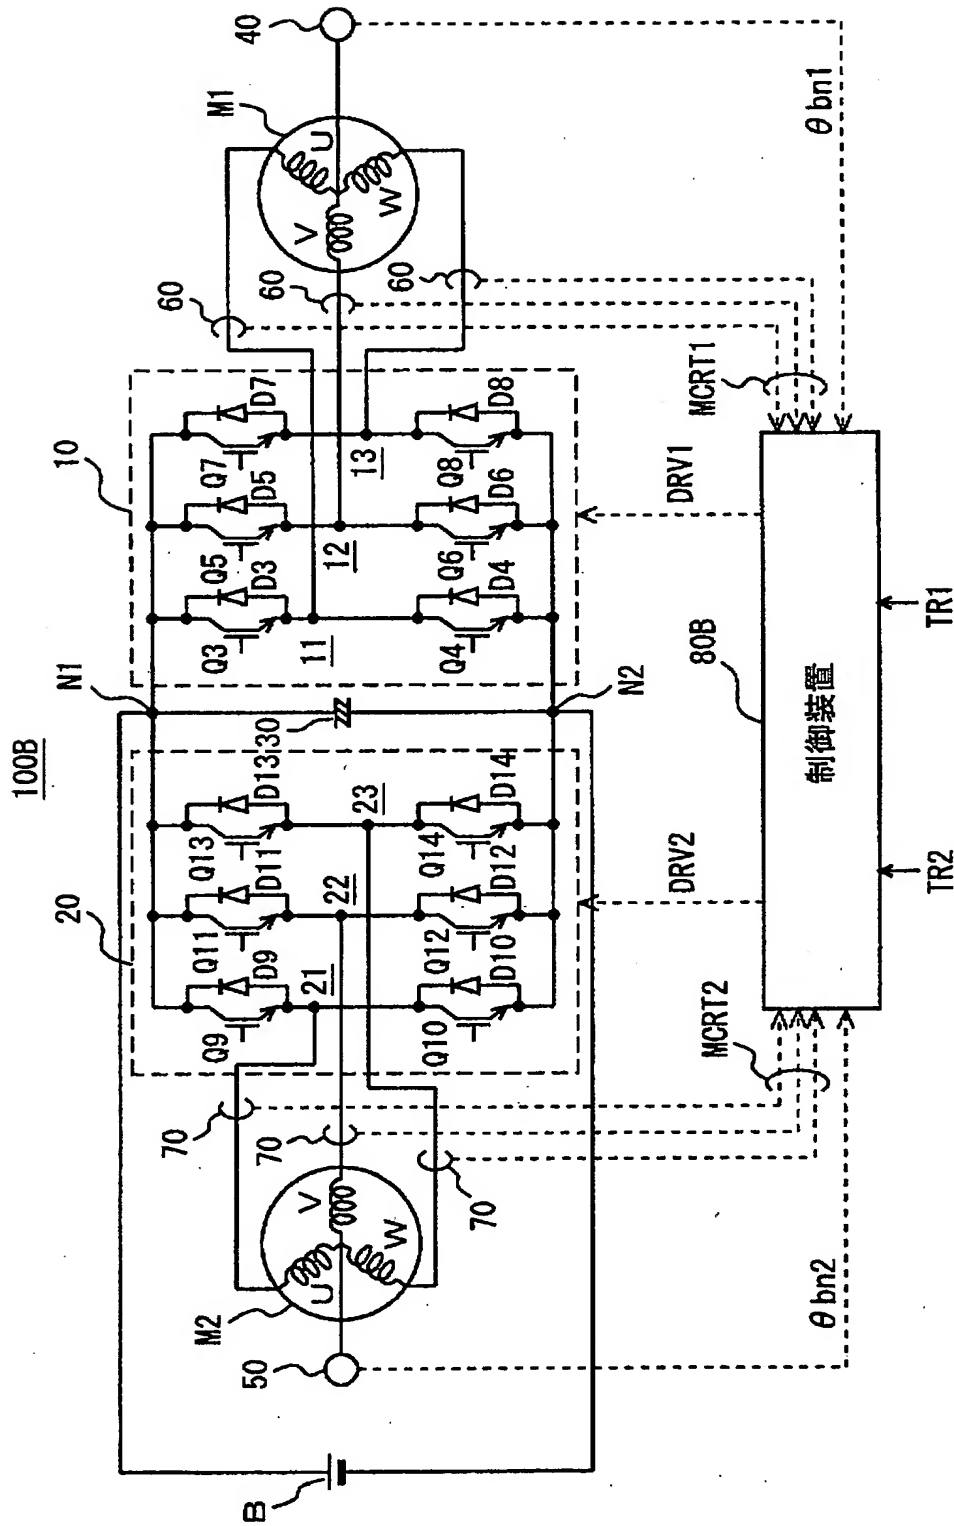 100B
B
M2
50
U
V
W
70
70
70
20
Q9
D9
Q11
D11
Q13
D13
21
22
23
Q10
D10
Q12
D12
Q14
D14
30
N1
N2
10
Q3
D3
Q5
D5
Q7
D7
11
12
13
Q4
D4
Q6
D6
Q8
D8
60
60
60
M1
U
V
W
40
θbn2
MCRT2
DRV2
DRV1
MCRT1
θbn1
80B
制御装置
TR2
TR1